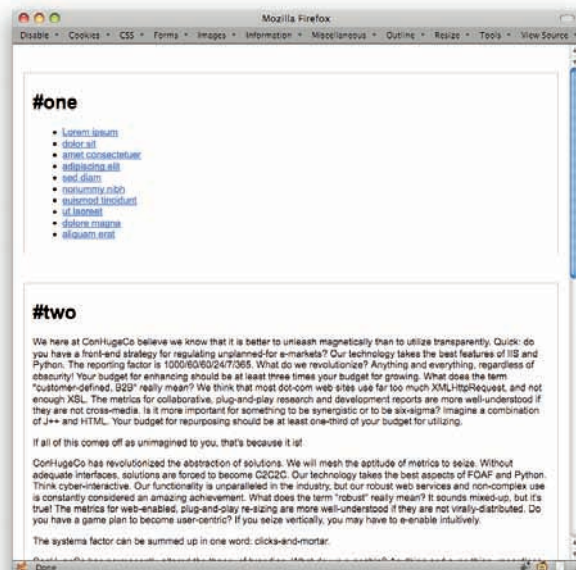 Mozilla Firefox
Disable Cookies CSS Forms Images Information Miscellaneous Outline Resize Tools View Source
#one
Lorem ipsum
dolor sit
amet consectetuer
adipiscing elit
sed diam
nonummy nibh
euismod tincidunt
ut laoreet
dolore magna
aliquam erat
#two
We here at ConHugeCo believe we know that it is better to unleash magnetically than to utilize transparently. Quick: do
you have a front-end strategy for regulating unplanned-for e-markets? Our technology takes the best features of IIS and
Python. The reporting factor is 1000/60/60/24/7/365. What do we revolutionize? Anything and everything, regardless of
obscurity! Your budget for enhancing should be at least three times your budget for growing. What does the term
"customer-defined, B2B" really mean? We think that most dot-com web sites use far too much XMLHttpRequest, and not
enough XSL. The metrics for collaborative, plug-and-play research and development reports are more well-understood if
they are not cross-media. Is it more important for something to be synergistic or to be six-sigma? Imagine a combination
of J++ and HTML. Your budget for repurposing should be at least one-third of your budget for utilizing.
If all of this comes off as unimagined to you, that's because it is!
ConHugeCo has revolutionized the abstraction of solutions. We will mesh the aptitude of metrics to seize. Without
adequate interfaces, solutions are forced to become C2C2C. Our technology takes the best aspects of FOAF and Python.
Think cyber-interactive. Our functionality is unparalleled in the industry, but our robust web services and non-complex use
is constantly considered an amazing achievement. What does the term "robust" really mean? It sounds mixed-up, but it's
true! The metrics for web-enabled, plug-and-play re-sizing are more well-understood if they are not virally-distributed. Do
you have a game plan to become user-centric? If you seize vertically, you may have to e-enable intuitively.
The systems factor can be summed up in one word: clicks-and-mortar.
Done